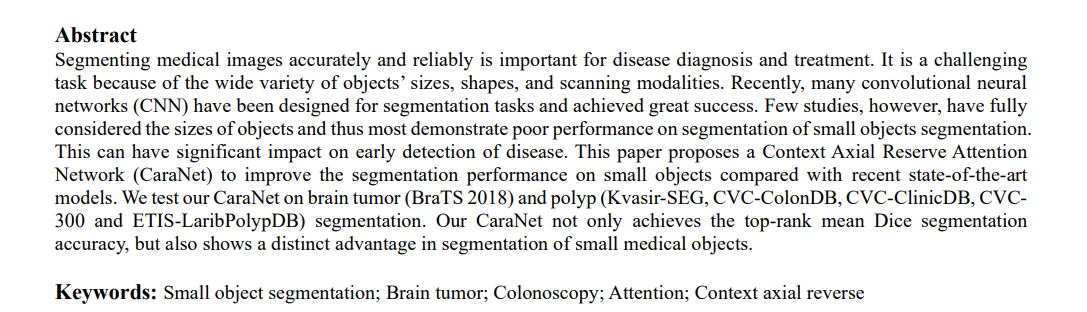 Abstract
Segmenting medical images accurately and reliably is important for disease diagnosis and treatment. It is a challenging
task because of the wide variety of objects’ sizes, shapes, and scanning modalities. Recently, many convolutional neural
networks (CNN) have been designed for segmentation tasks and achieved great success. Few studies, however, have fully
considered the sizes of objects and thus most demonstrate poor performance on segmentation of small objects segmentation.
This can have significant impact on early detection of disease. This paper proposes a Context Axial Reserve Attention
Network (CaraNet) to improve the segmentation performance on small objects compared with recent state-of-the-art
models. We test our CaraNet on brain tumor (BraTS 2018) and polyp (Kvasir-SEG, CVC-ColonDB, CVC-ClinicDB, CVC-
300 and ETIS-LaribPolypDB) segmentation. Our CaraNet not only achieves the top-rank mean Dice segmentation
accuracy, but also shows a distinct advantage in segmentation of small medical objects.
Keywords: Small object segmentation; Brain tumor; Colonoscopy; Attention; Context axial reverse